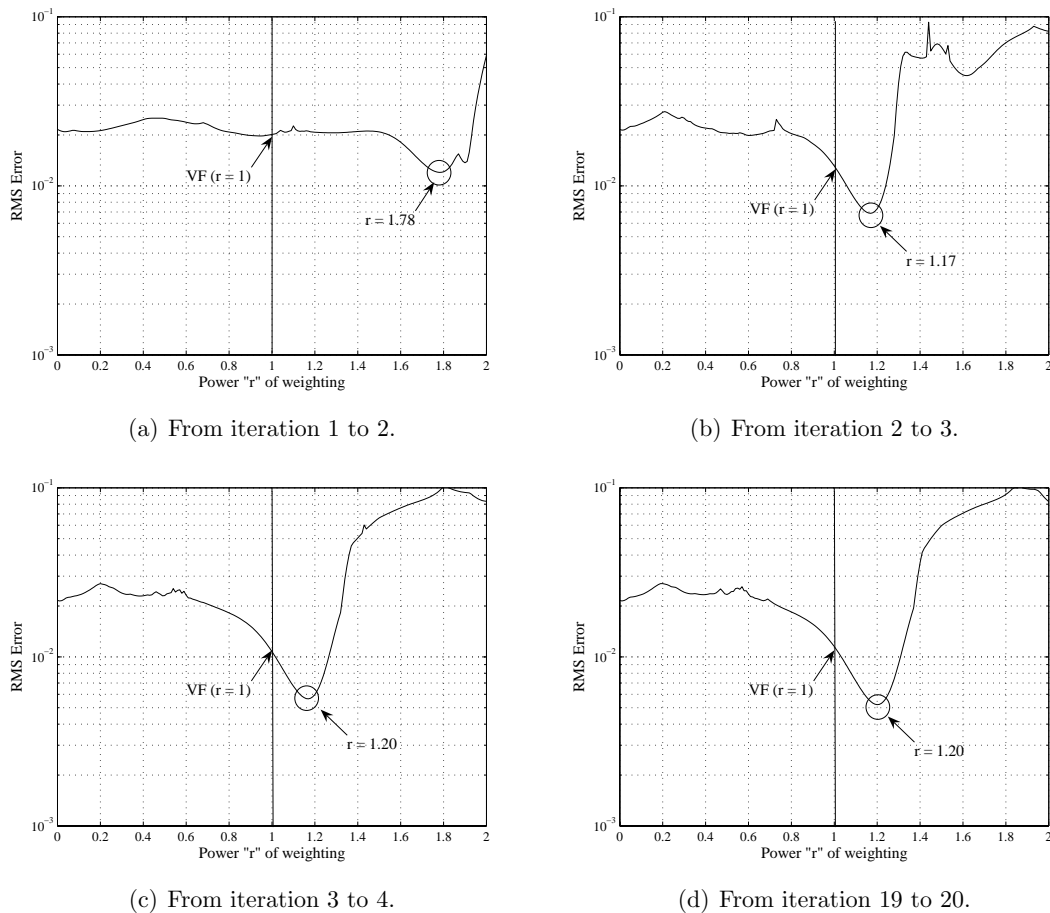 10^-1
10^-2
10^-3
RMS Error
VF (r = 1)
r = 1.78
0 0.2 0.4 0.6 0.8 1 1.2 1.4 1.6 1.8 2
Power "r" of weighting
(a) From iteration 1 to 2.
10^-1
10^-2
10^-3
RMS Error
VF (r = 1)
r = 1.17
0 0.2 0.4 0.6 0.8 1 1.2 1.4 1.6 1.8 2
Power "r" of weighting
(b) From iteration 2 to 3.
10^-1
10^-2
10^-3
RMS Error
VF (r = 1)
r = 1.20
0 0.2 0.4 0.6 0.8 1 1.2 1.4 1.6 1.8 2
Power "r" of weighting
(c) From iteration 3 to 4.
10^-1
10^-2
10^-3
RMS Error
VF (r = 1)
r = 1.20
0 0.2 0.4 0.6 0.8 1 1.2 1.4 1.6 1.8 2
Power "r" of weighting
(d) From iteration 19 to 20.